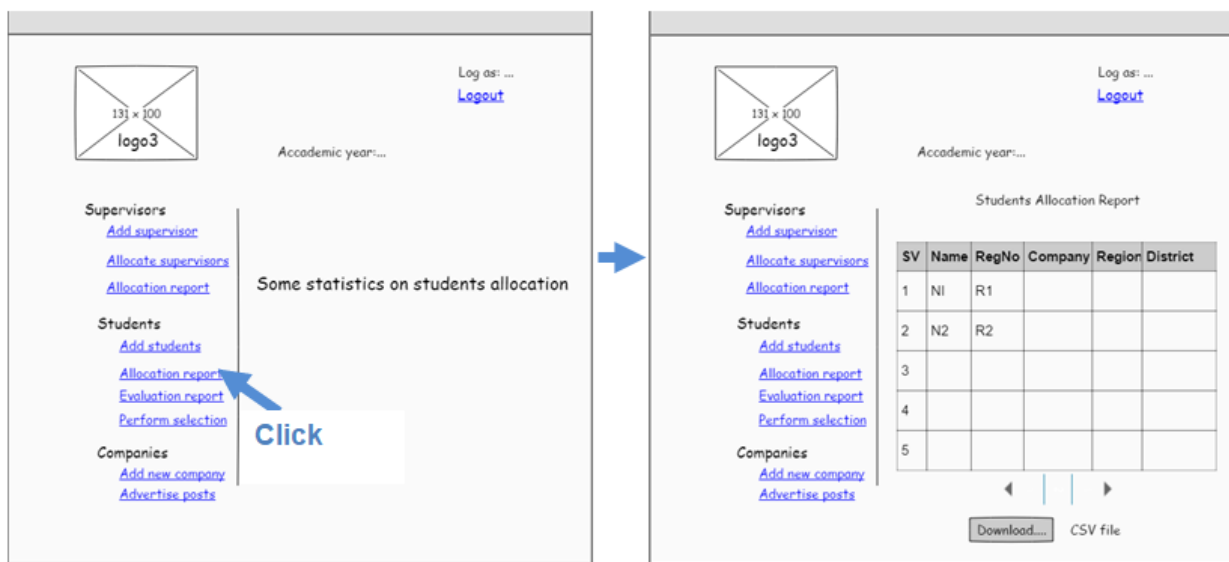 Log as: ...
Logout
131 x 100
logo3
Accademic year:...
Supervisors
Add supervisor
Allocate supervisors
Allocation report
Some statistics on students allocation
Students
Add students
Allocation report
Evaluation report
Perform selection
Click
Companies
Add new company
Advertise posts
Log as: ...
Logout
131 x 100
logo3
Accademic year:...
Supervisors
Add supervisor
Allocate supervisors
Allocation report
Students
Add students
Allocation report
Evaluation report
Perform selection
Companies
Add new company
Advertise posts
Students Allocation Report
SV Name RegNo Company Region District
1 NI R1
2 N2 R2
3
4
5
Download.... CSV file